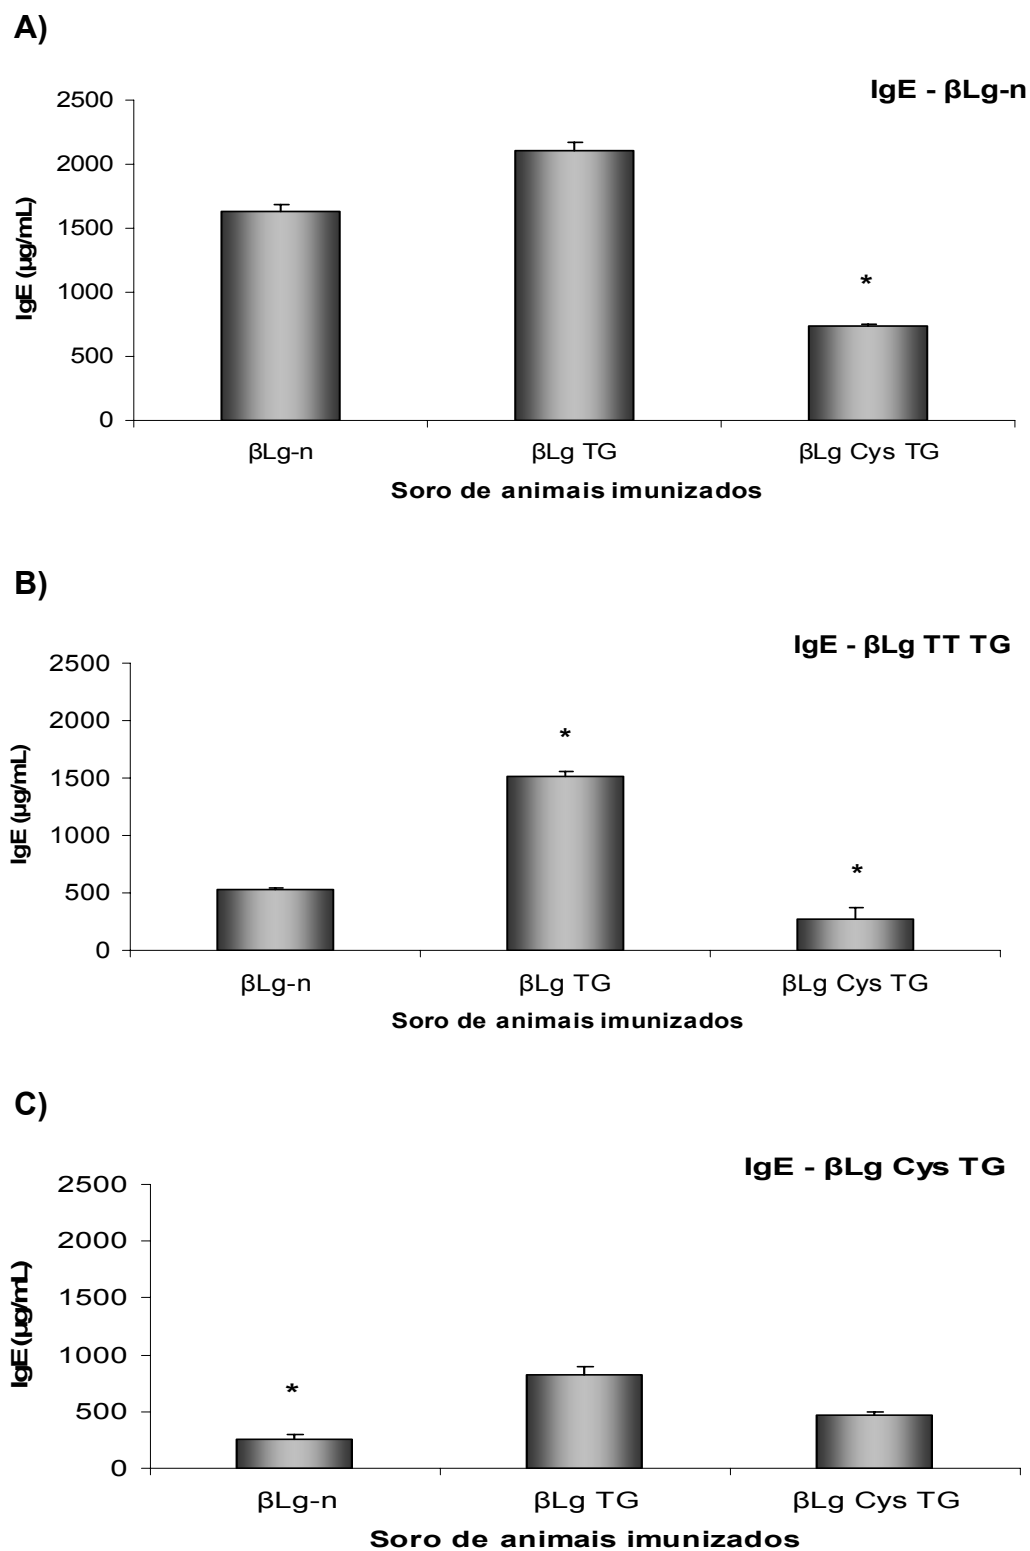 A)
IgE - βLg-n
2500
2000
1500
1000
500
0
IgE (µg/mL)
*
βLg-n βLg TG βLg Cys TG
Soro de animais imunizados
B)
IgE - βLg TT TG
2500
2000
1500
1000
500
0
IgE (µg/mL)
*
*
βLg-n βLg TG βLg Cys TG
Soro de animais imunizados
C)
IgE - βLg Cys TG
2500
2000
1500
1000
500
0
IgE (µg/mL)
*
βLg-n βLg TG βLg Cys TG
Soro de animais imunizados